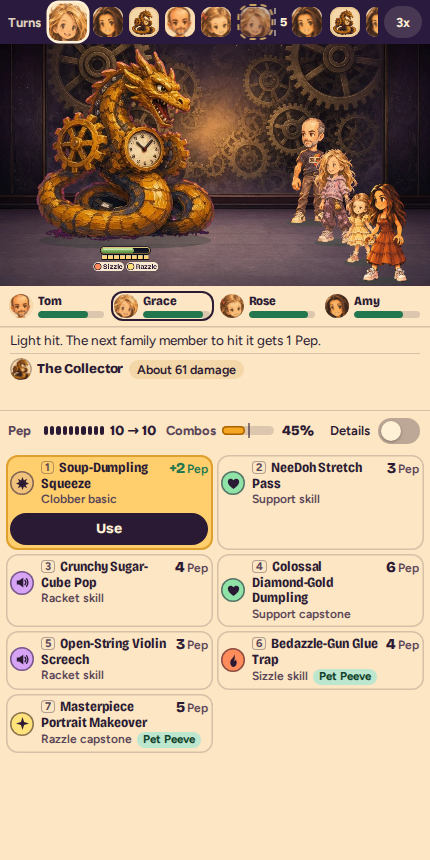 Turns
5
3x
Sizzle Razzle
Tom
Grace
Rose
Amy
Light hit. The next family member to hit it gets 1 Pep.
The Collector About 61 damage
Pep 10 → 10 Combos 45% Details
1 Soup-Dumpling +2 Pep
Squeeze
Clobber basic
Use
2 NeeDoh Stretch 3 Pep
Pass
Support skill
3 Crunchy Sugar- 4 Pep
Cube Pop
Racket skill
4 Colossal 6 Pep
Diamond-Gold
Dumpling
Support capstone
5 Open-String Violin 3 Pep
Screech
Racket skill
6 Bedazzle-Gun Glue 4 Pep
Trap
Sizzle skill Pet Peeve
7 Masterpiece 5 Pep
Portrait Makeover
Razzle capstone Pet Peeve